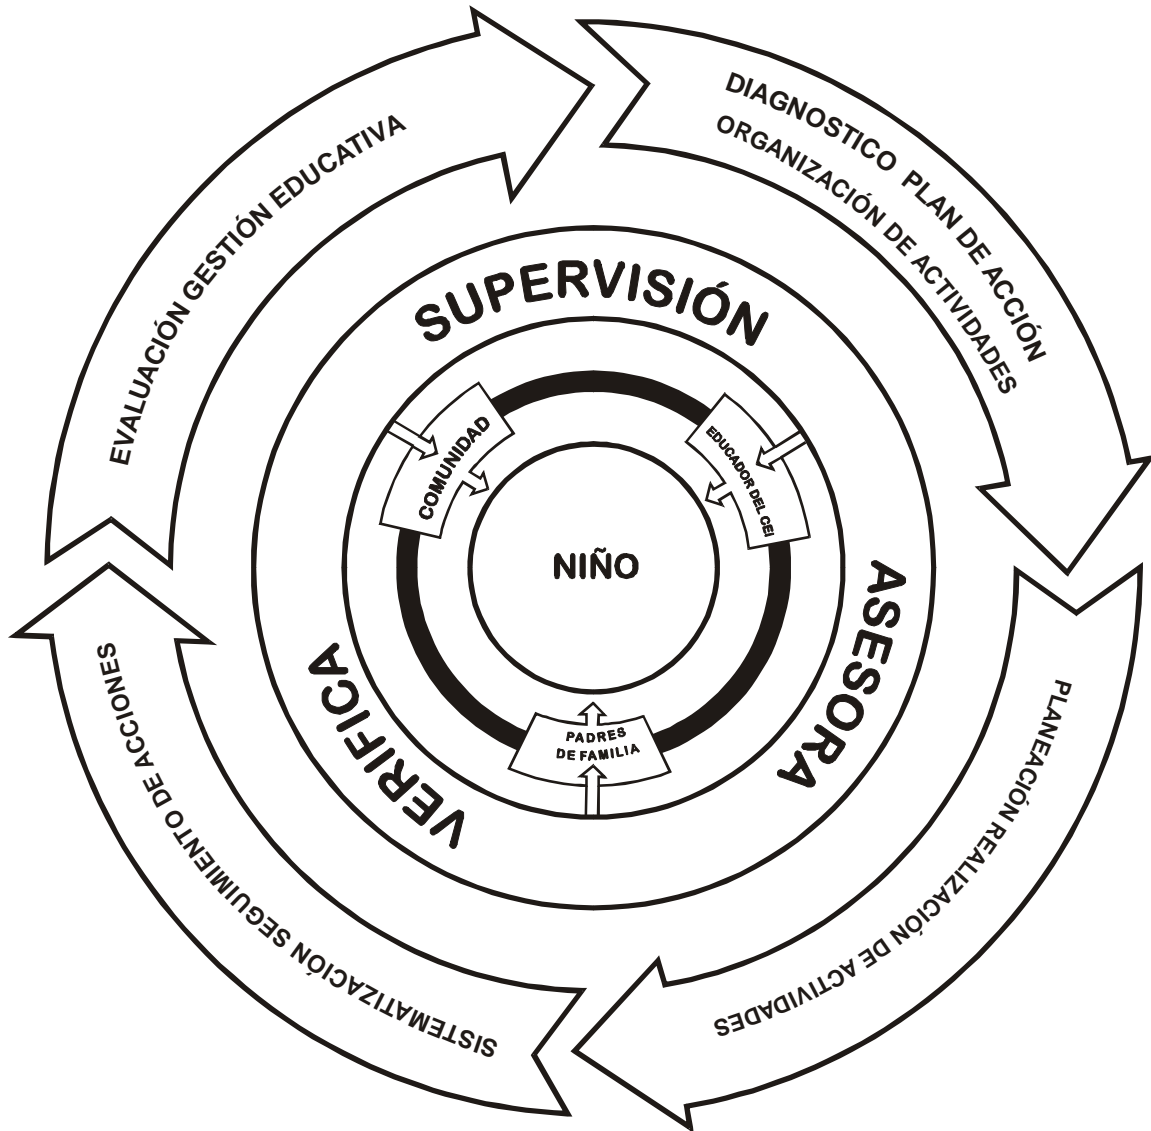 DIAGNOSTICO PLAN DE ACCIÓN
ORGANIZACIÓN DE ACTIVIDADES
PLANEACIÓN REALIZACIÓN DE ACTIVIDADES
SISTEMATIZACIÓN SEGUIMIENTO DE ACCIONES
EVALUACIÓN GESTIÓN EDUCATIVA
SUPERVISIÓN
ASESORA
VERIFICA
COMUNIDAD
EDUCADOR DEL CEI
PADRES
DE FAMILIA
NIÑO